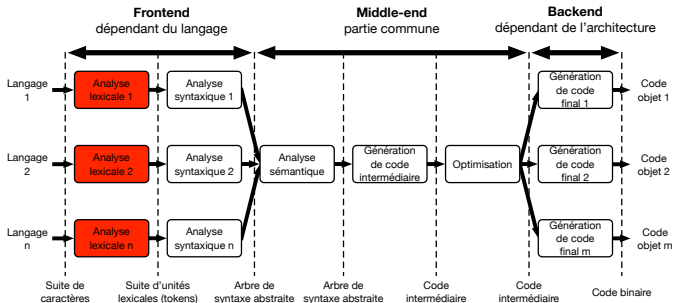 Frontend
dépendant du langage
Middle-end
partie commune
Backend
dépendant de l'architecture
Langage
1
Analyse
lexicale 1
Analyse
syntaxique 1
Génération
de code
final 1
Code
objet 1
Langage
2
Analyse
lexicale 2
Analyse
syntaxique 2
Analyse
sémantique
Génération
de code
intermédiaire
Optimisation
Génération
de code
final 2
Code
objet 2
Langage
n
Analyse
lexicale n
Analyse
syntaxique n
Génération
de code
final m
Code
objet m
Suite de
caractères
Suite d'unités
lexicales (tokens)
Arbre de
syntaxe abstraite
Arbre de
syntaxe abstraite
Code
intermédiaire
Code
intermédiaire
Code binaire